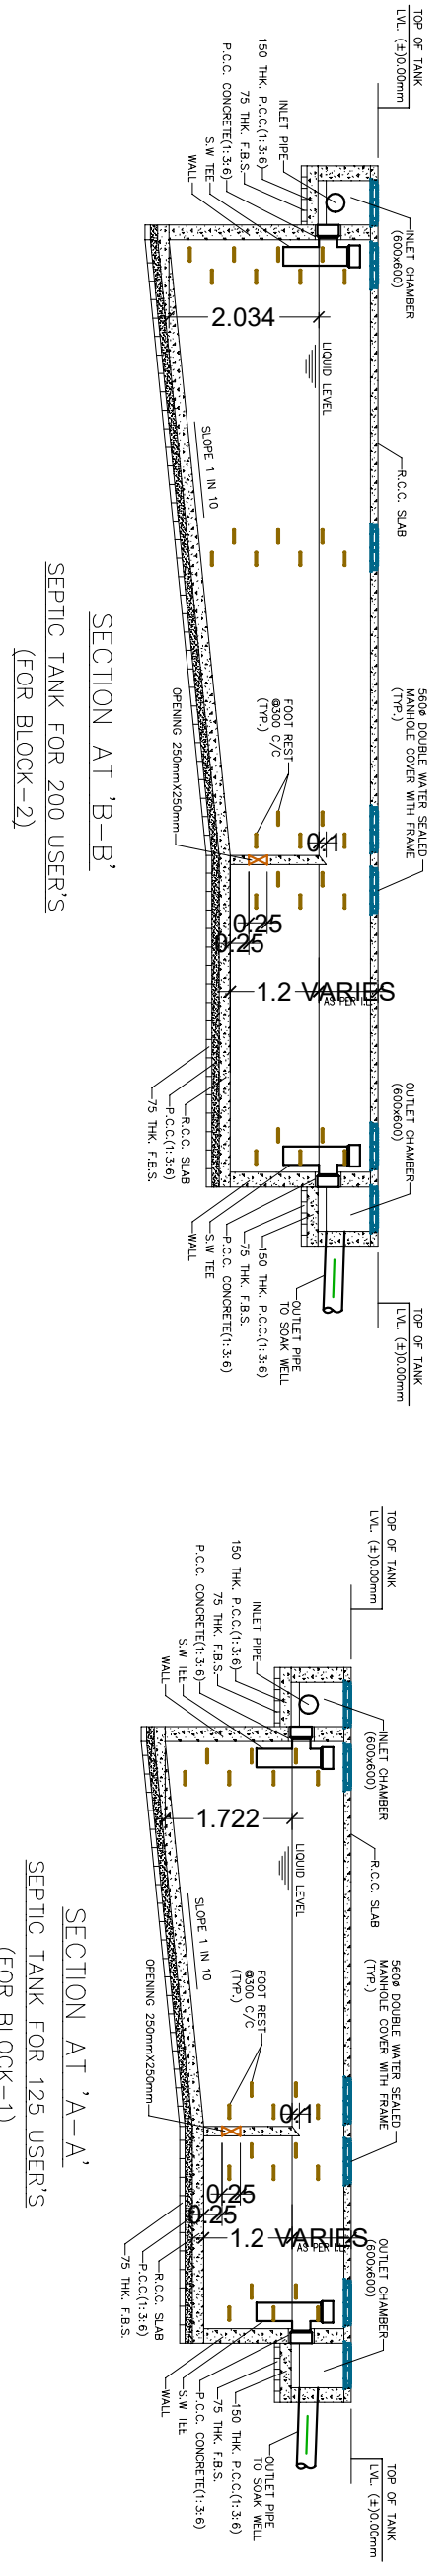 TOP OF TANK
LVL. (±)0.00mm
INLET CHAMBER
(600x600)
INLET PIPE
150 THK. P.C.C.(1:3:6)
75 THK. F.B.S.
P.C.C. CONCRETE(1:3:6)
S.W TEE
WALL
2.034
LIQUID LEVEL
R.C.C. SLAB
SLOPE 1 IN 10
560ø DOUBLE WATER SEALED
MANHOLE COVER WITH FRAME
(TYP.)
FOOT REST
@300 C/C
(TYP.)
OPENING 250mmX250mm
0.1
0.25
0.25
1.2
VARIES
AS PER I.L.
OUTLET CHAMBER
(600x600)
TOP OF TANK
LVL. (±)0.00mm
OUTLET PIPE
TO SOAK WELL
150 THK. P.C.C.(1:3:6)
75 THK. F.B.S.
P.C.C. CONCRETE(1:3:6)
S.W TEE
WALL
R.C.C. SLAB
P.C.C.(1:3:6)
75 THK. F.B.S.
SECTION AT 'B-B'
SEPTIC TANK FOR 200 USER'S
(FOR BLOCK-2)
TOP OF TANK
LVL. (±)0.00mm
INLET CHAMBER
(600x600)
INLET PIPE
150 THK. P.C.C.(1:3:6)
75 THK. F.B.S.
P.C.C. CONCRETE(1:3:6)
S.W TEE
WALL
1.722
LIQUID LEVEL
R.C.C. SLAB
SLOPE 1 IN 10
560ø DOUBLE WATER SEALED
MANHOLE COVER WITH FRAME
(TYP.)
FOOT REST
@300 C/C
(TYP.)
OPENING 250mmX250mm
0.1
0.25
0.25
1.2
VARIES
AS PER I.L.
OUTLET CHAMBER
(600x600)
TOP OF TANK
LVL. (±)0.00mm
OUTLET PIPE
TO SOAK WELL
150 THK. P.C.C.(1:3:6)
75 THK. F.B.S.
P.C.C. CONCRETE(1:3:6)
S.W TEE
WALL
R.C.C. SLAB
P.C.C.(1:3:6)
75 THK. F.B.S.
SECTION AT 'A-A'
SEPTIC TANK FOR 125 USER'S
(FOR BLOCK-1)